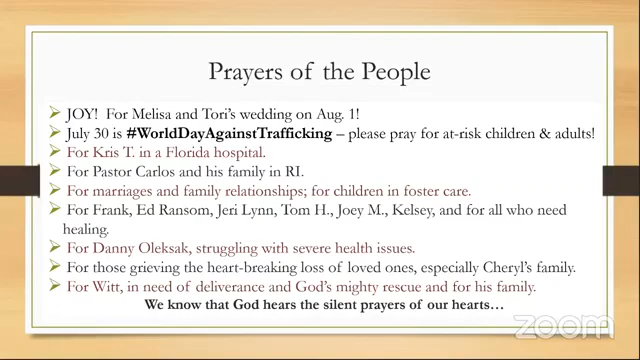 Prayers of the People
JOY! For Melisa and Tori's wedding on Aug. 1!
July 30 is #WorldDayAgainstTrafficking – please pray for at-risk children & adults!
For Kris T. in a Florida hospital.
For Pastor Carlos and his family in RI.
For marriages and family relationships; for children in foster care.
For Frank, Ed Ransom, Jeri Lynn, Tom H., Joey M., Kelsey, and for all who need
healing.
For Danny Oleksak, struggling with severe health issues.
For those grieving the heart-breaking loss of loved ones, especially Cheryl's family.
For Witt, in need of deliverance and God's mighty rescue and for his family.
We know that God hears the silent prayers of our hearts…
zoom